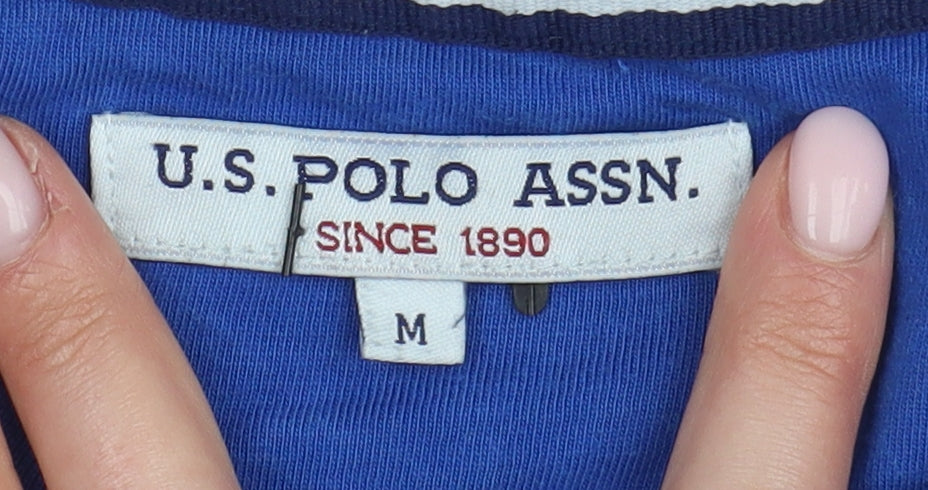 U.S. POLO ASSN.
SINCE 1890
M